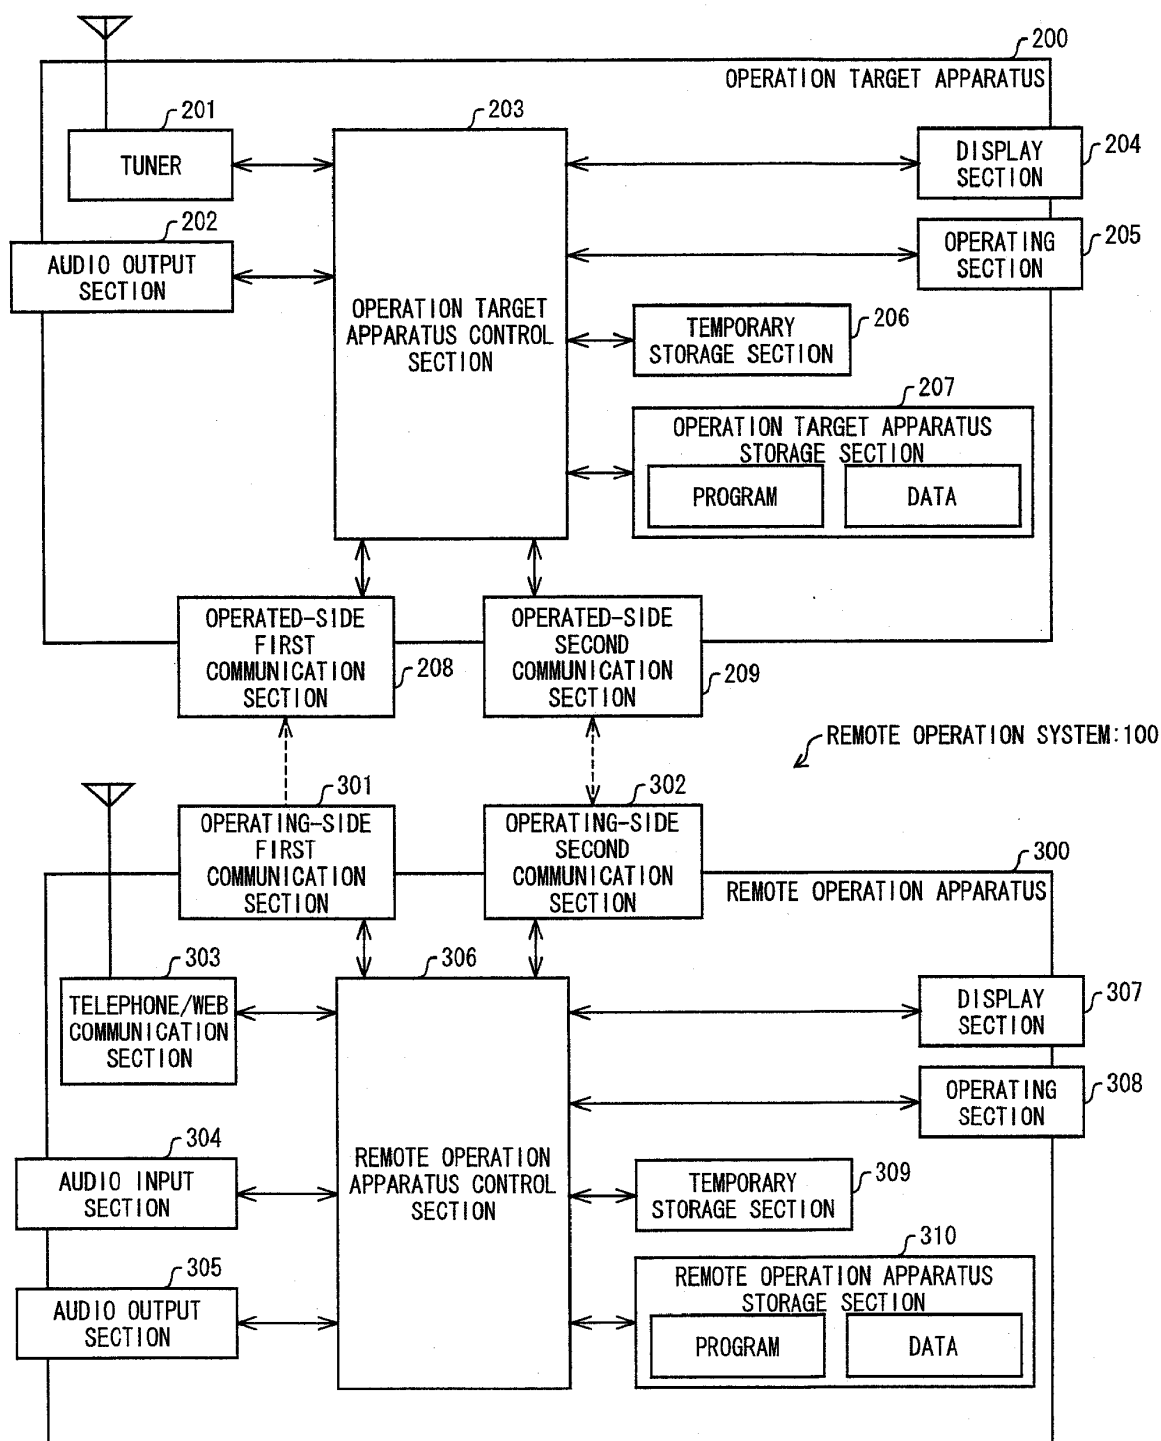 200
OPERATION TARGET APPARATUS
201
TUNER
202
AUDIO OUTPUT
SECTION
203
OPERATION TARGET
APPARATUS CONTROL
SECTION
DISPLAY
SECTION
204
OPERATING
SECTION
205
TEMPORARY
STORAGE SECTION
206
207
OPERATION TARGET APPARATUS
STORAGE SECTION
PROGRAM
DATA
OPERATED-SIDE
FIRST
COMMUNICATION
SECTION
208
OPERATED-SIDE
SECOND
COMMUNICATION
SECTION
209
REMOTE OPERATION SYSTEM:100
301
OPERATING-SIDE
FIRST
COMMUNICATION
SECTION
302
OPERATING-SIDE
SECOND
COMMUNICATION
SECTION
300
REMOTE OPERATION APPARATUS
303
TELEPHONE/WEB
COMMUNICATION
SECTION
304
AUDIO INPUT
SECTION
305
AUDIO OUTPUT
SECTION
306
REMOTE OPERATION
APPARATUS CONTROL
SECTION
DISPLAY
SECTION
307
OPERATING
SECTION
308
TEMPORARY
STORAGE SECTION
309
310
REMOTE OPERATION APPARATUS
STORAGE SECTION
PROGRAM
DATA